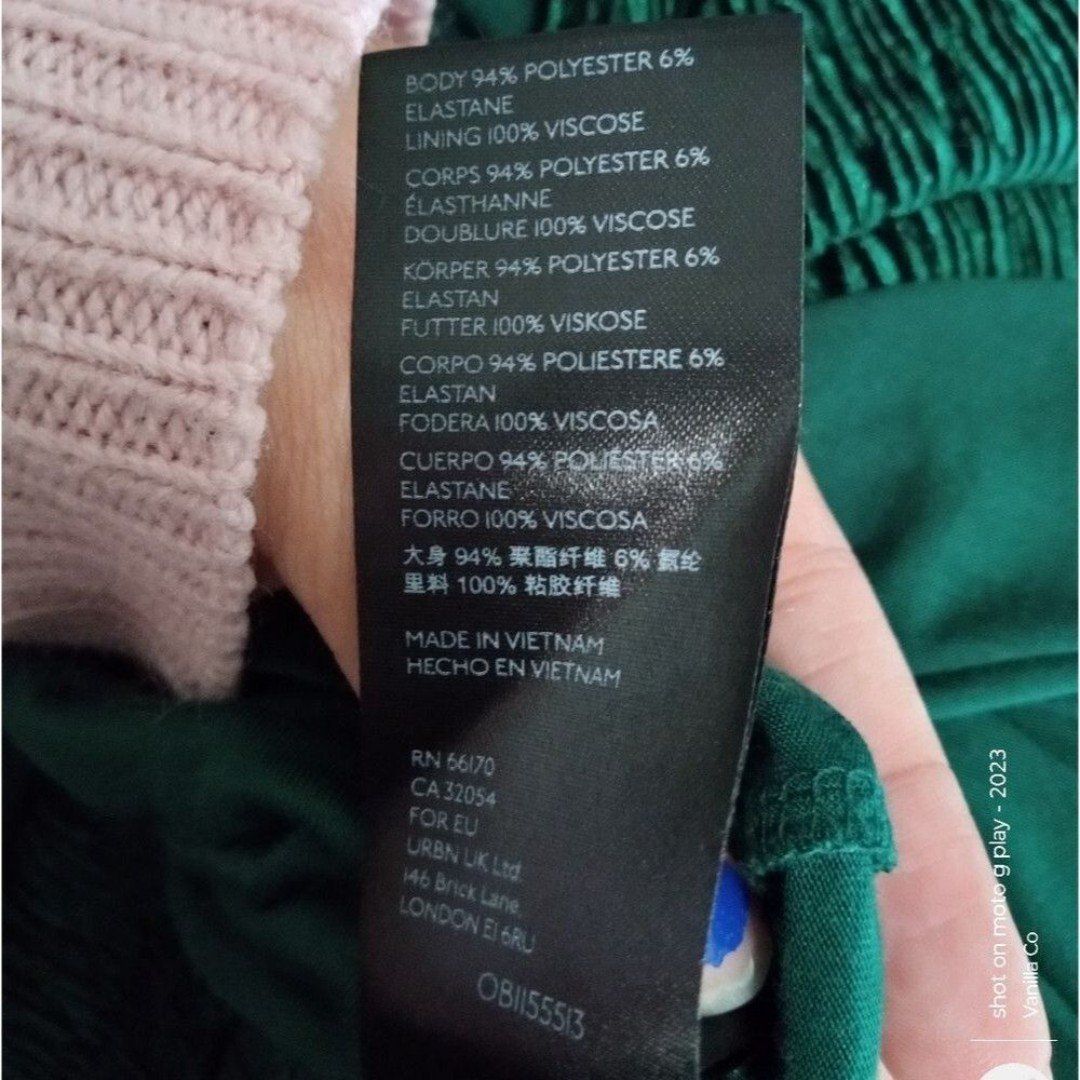 BODY 94% POLYESTER 6%
ELASTANE
LINING 100% VISCOSE
CORPS 94% POLYESTER 6%
ÉLASTHANNE
DOUBLURE 100% VISCOSE
KÖRPER 94% POLYESTER 6%
ELASTAN
FUTTER 100% VISKOSE
CORPO 94% POLIESTERE 6%
ELASTAN
FODERA 100% VISCOSA
CUERPO 94% POLIESTER 6%
ELASTANE
FORRO 100% VISCOSA
大身 94% 聚酯纤维 6% 氨纶
里料 100% 粘胶纤维
MADE IN VIETNAM
HECHO EN VIETNAM
RN 66170
CA 32054
FOR EU
URBN UK Ltd.
146 Brick Lane.
LONDON E1 6RU
OB1155513
shot on moto g play - 2023
Vanilla Co